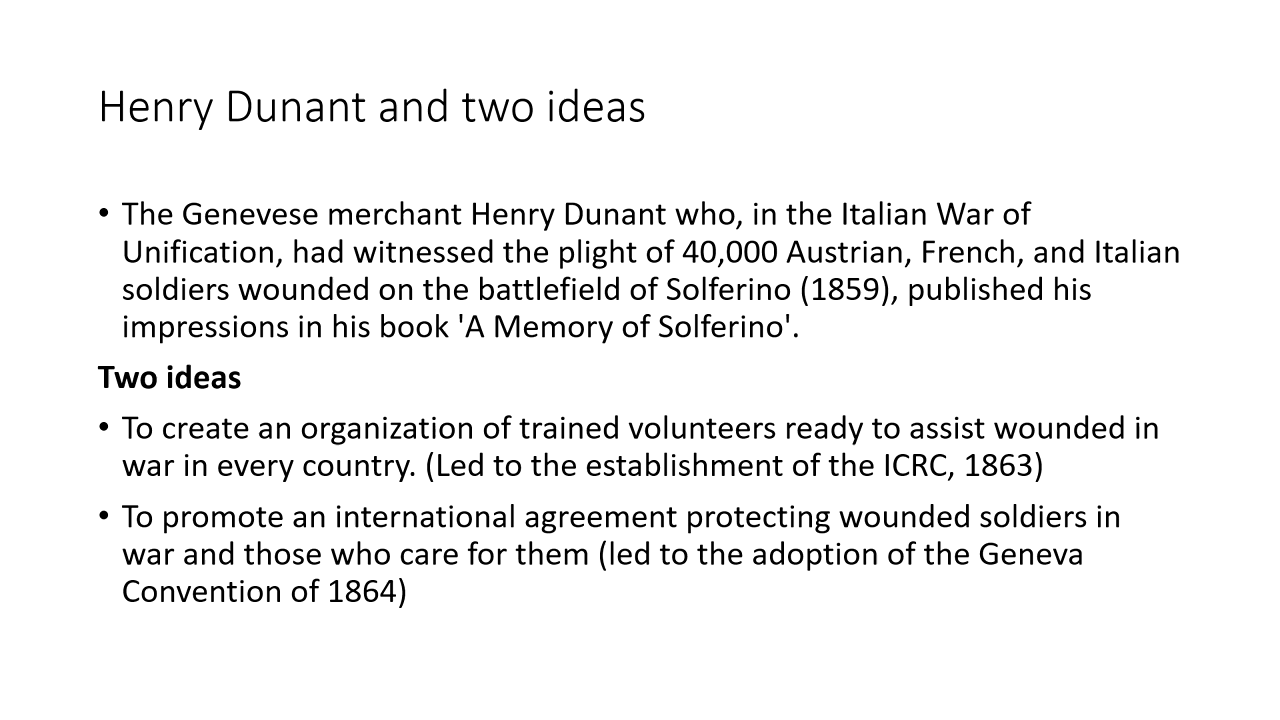 Henry Dunant and two ideas
• The Genevese merchant Henry Dunant who, in the Italian War of
Unification, had witnessed the plight of 40,000 Austrian, French, and Italian
soldiers wounded on the battlefield of Solferino (1859), published his
impressions in his book 'A Memory of Solferino'.
Two ideas
• To create an organization of trained volunteers ready to assist wounded in
war in every country. (Led to the establishment of the ICRC, 1863)
• To promote an international agreement protecting wounded soldiers in
war and those who care for them (led to the adoption of the Geneva
Convention of 1864)